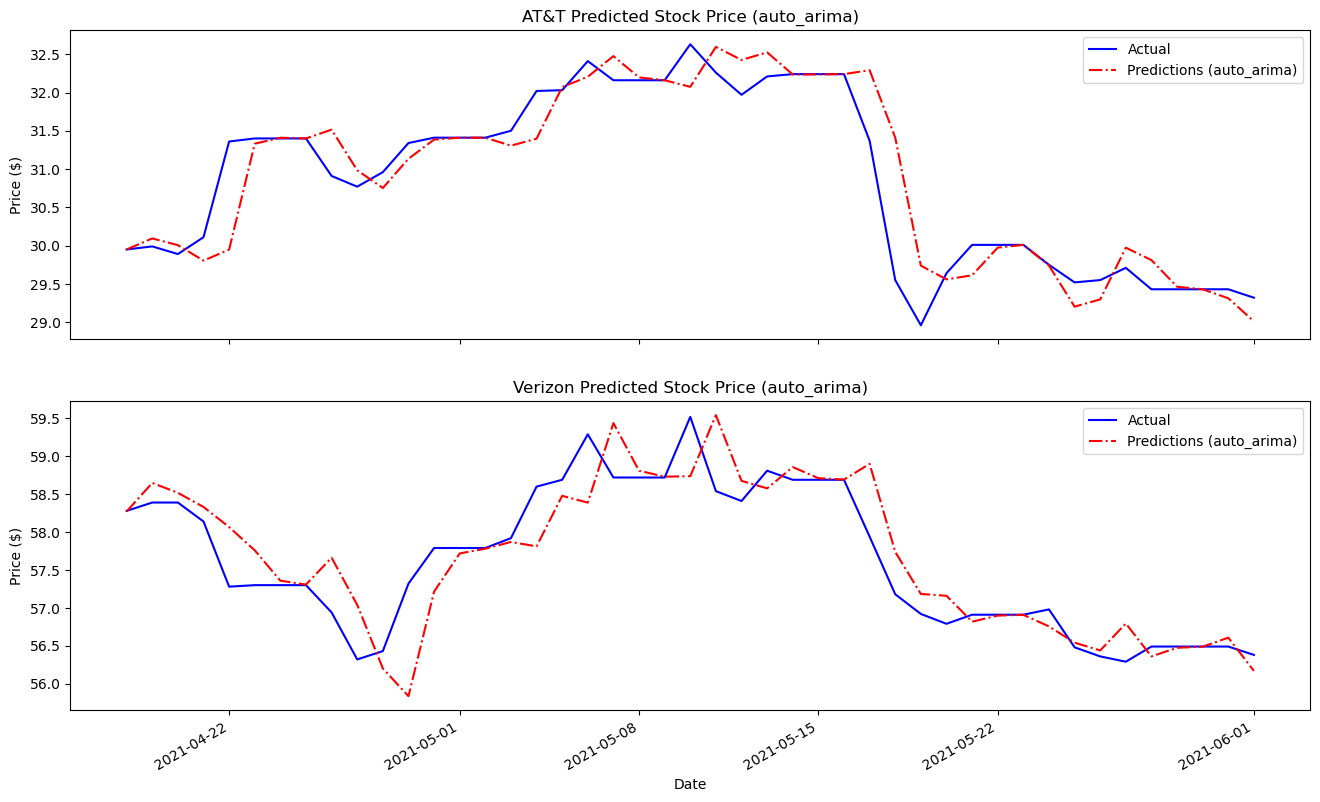 AT&T Predicted Stock Price (auto_arima)
Price ($)
32.5
32.0
31.5
31.0
30.5
30.0
29.5
29.0
Actual
Predictions (auto_arima)
Verizon Predicted Stock Price (auto_arima)
Price ($)
59.5
59.0
58.5
58.0
57.5
57.0
56.5
56.0
Actual
Predictions (auto_arima)
2021-04-22
2021-05-01
2021-05-08
2021-05-15
2021-05-22
2021-06-01
Date